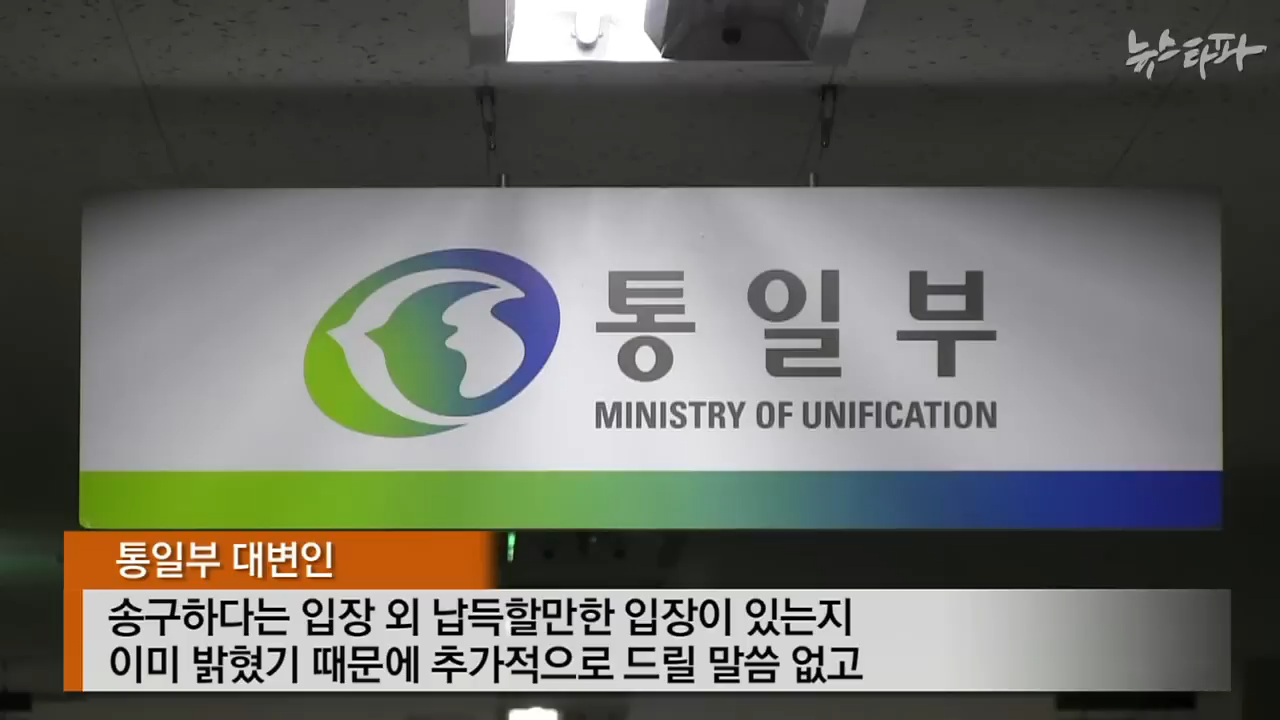 뉴스타파
통일부
MINISTRY OF UNIFICATION
통일부 대변인
송구하다는 입장 외 납득할만한 입장이 있는지
이미 밝혔기 때문에 추가적으로 드릴 말씀 없고